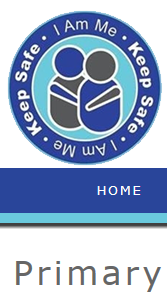 • I Am Me • Keep Safe • I Am Me • Keep Safe
HOME
Primary